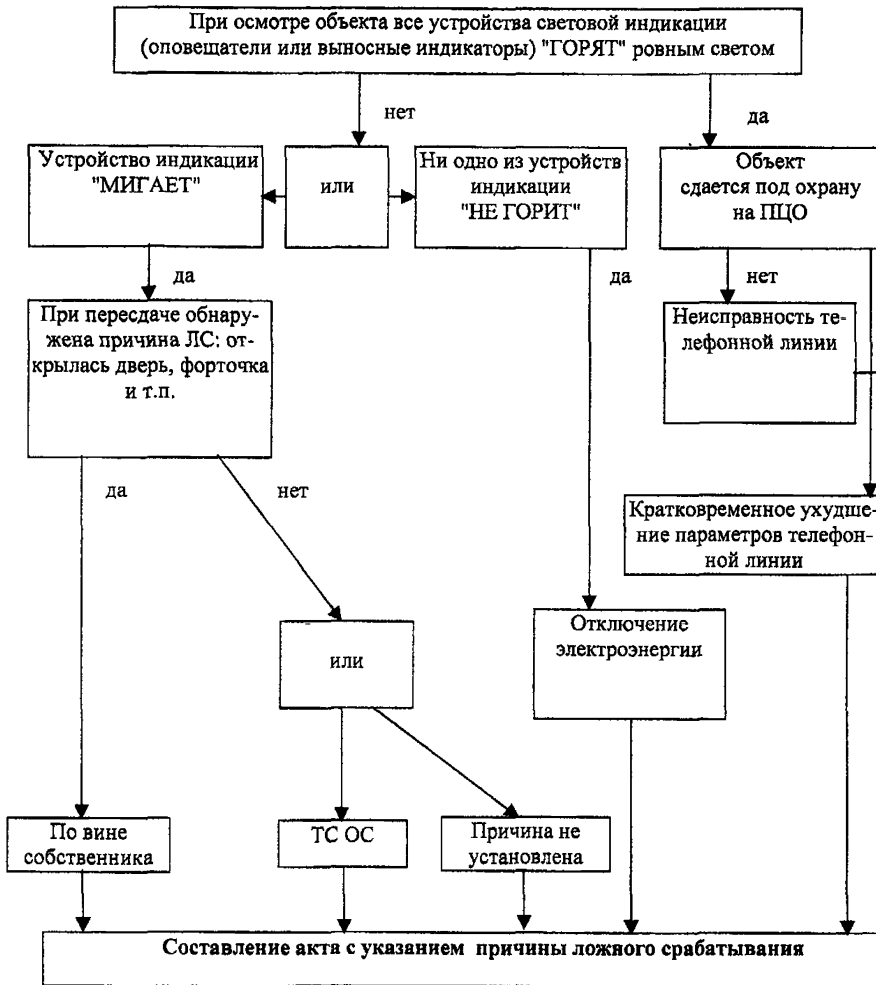 При осмотре объекта все устройства световой индикации
(оповещатели или выносные индикаторы) "ГОРЯТ" ровным светом
нет
да
Устройство индикации
"МИГАЕТ"
или
Ни одно из устройств
индикации
"НЕ ГОРИТ"
Объект
сдается под охрану
на ПЦО
да
да
нет
При пересдаче обнару-
жена причина ЛС: от-
крылась дверь, форточка
и т.п.
Неисправность те-
лефонной линии
да
нет
Кратковременное ухудше-
ние параметров телефон-
ной линии
или
Отключение
электроэнергии
По вине
собственника
ТС ОС
Причина не
установлена
Составление акта с указанием причины ложного срабатывания